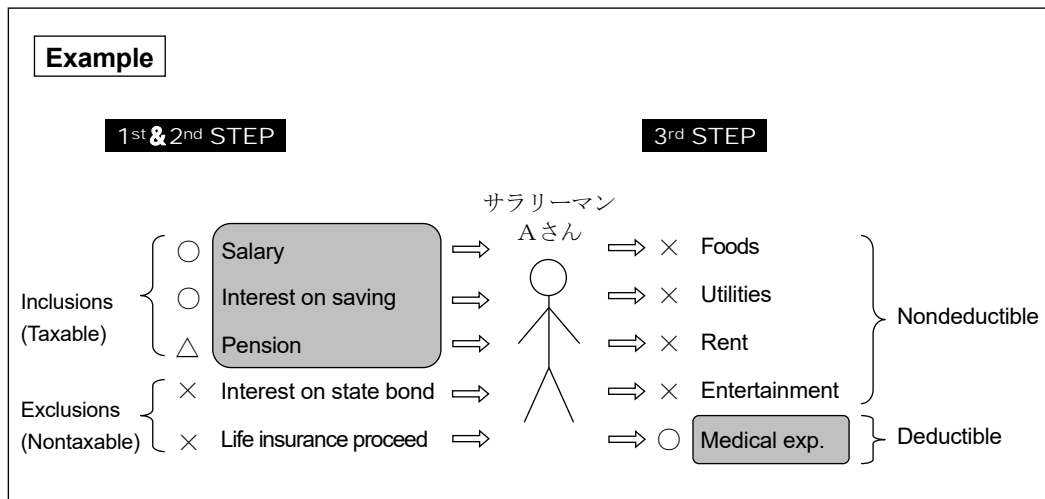 Example
1st&2nd STEP
3rd STEP
サラリーマン
Aさん
Inclusions
(Taxable)
○ Salary
○ Interest on saving
△ Pension
Exclusions
(Nontaxable)
× Interest on state bond
× Life insurance proceed
× Foods
× Utilities
× Rent
× Entertainment
Nondeductible
○ Medical exp.
Deductible